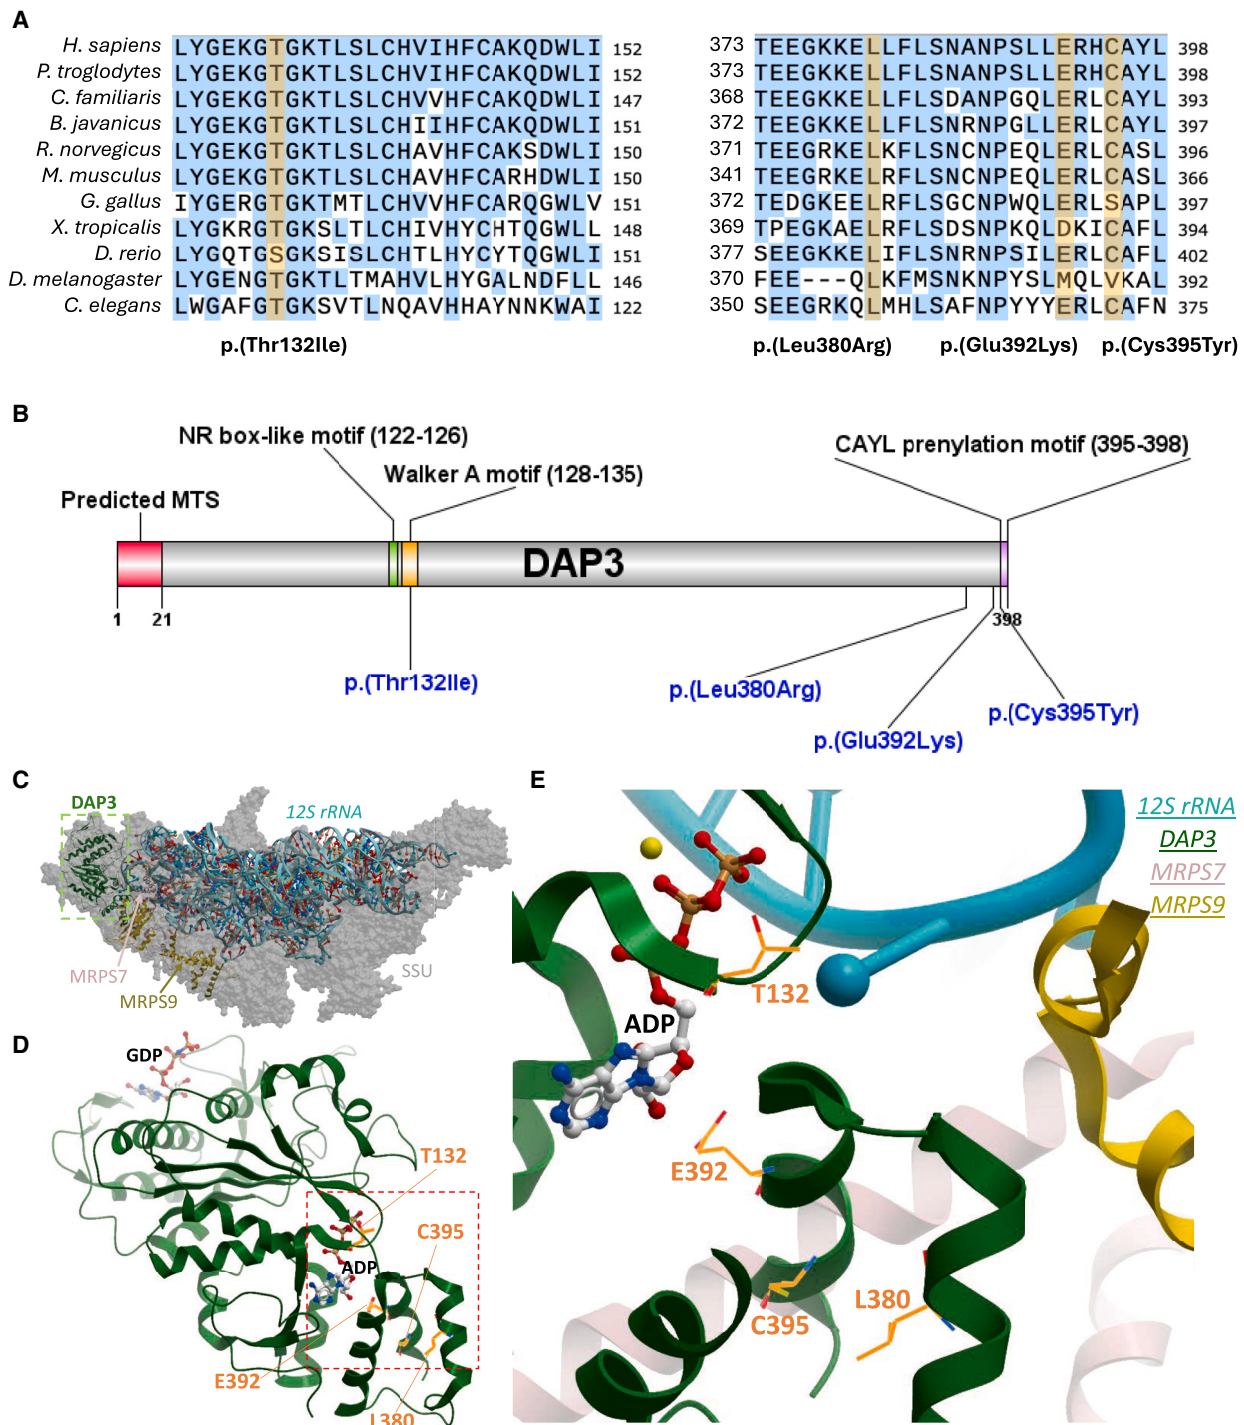 A
H. sapiens LYGEKGTGKTLSLCHVIHFCAKQDWLI 152 373 TEEGKKELLFLSNANPSLLERHCAYL 398
P. troglodytes LYGEKGTGKTLSLCHVIHFCAKQDWLI 152 373 TEEGKKELLFLSNANPSLLERHCAYL 398
C. familiaris LYGEKGTGKTLSLCHVVHFCAKQDWLI 147 368 TEEGKKELLFLSDANPGQLERLCAYL 393
B. javanicus LYGEKGTGKTLSLCHIIHFCAKQDWLI 151 372 TEEGKKELLFLSNRNPGLLERLCAYL 397
R. norvegicus LYGEKGTGKTLSLCHAVHFCAKSDWLI 150 371 TEEGRKELKFLSNCNPEQLERLCASL 396
M. musculus LYGEKGTGKTLSLCHAVHFCARHDWLI 150 341 TEEGRKELRFLSNCNPEQLERLCASL 366
G. gallus IYGERGTGKTMTLCHVVHFCARQGWLV 151 372 TEDGKEELRFLSGCNPWQLERLSAPL 397
X. tropicalis LYGKRGTGKSLTLCHIVHYCHTQGWLL 148 369 TPEGKAELRFLSDSNPKQLDKICAFL 394
D. rerio LYGQTGSGKSISLCHTLHYCYTQGWLI 151 377 SEEGKKELIFLSNRNPSILERLCAFL 402
D. melanogaster LYGENGTGKTLTMAHVLHYGALNDFLL 146 370 FEE---QLKFMSNKNPYSLMQLVKAL 392
C. elegans LWGAFGTGKSVTLNQAVHHAYNNKWAI 122 350 SEEGRKQLMHLSAFNPYYYERLCAFN 375
p.(Thr132Ile) p.(Leu380Arg) p.(Glu392Lys) p.(Cys395Tyr)
B
NR box-like motif (122-126)
CAYL prenylation motif (395-398)
Walker A motif (128-135)
Predicted MTS
DAP3
1 21 398
p.(Thr132Ile)
p.(Leu380Arg)
p.(Cys395Tyr)
p.(Glu392Lys)
C
DAP3
12S rRNA
MRPS7
MRPS9
SSU
D
GDP
T132
C395
ADP
E392
L380
E
12S rRNA
DAP3
MRPS7
MRPS9
T132
ADP
E392
L380
C395